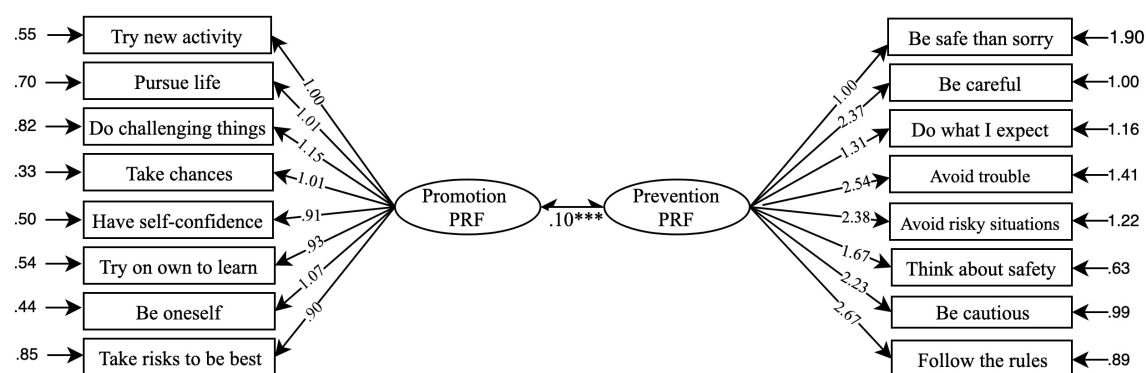 .55 Try new activity 1.00 1.00 Be safe than sorry 1.90
.70 Pursue life 1.01 2.37 Be careful 1.00
.82 Do challenging things 1.15 1.31 Do what I expect 1.16
.33 Take chances 1.01 2.54 Avoid trouble 1.41
Promotion Prevention
PRF PRF
.10***
.50 Have self-confidence .91 2.38 Avoid risky situations 1.22
.54 Try on own to learn .93 1.67 Think about safety .63
.44 Be oneself 1.07 2.23 Be cautious .99
.85 Take risks to be best .90 2.67 Follow the rules .89